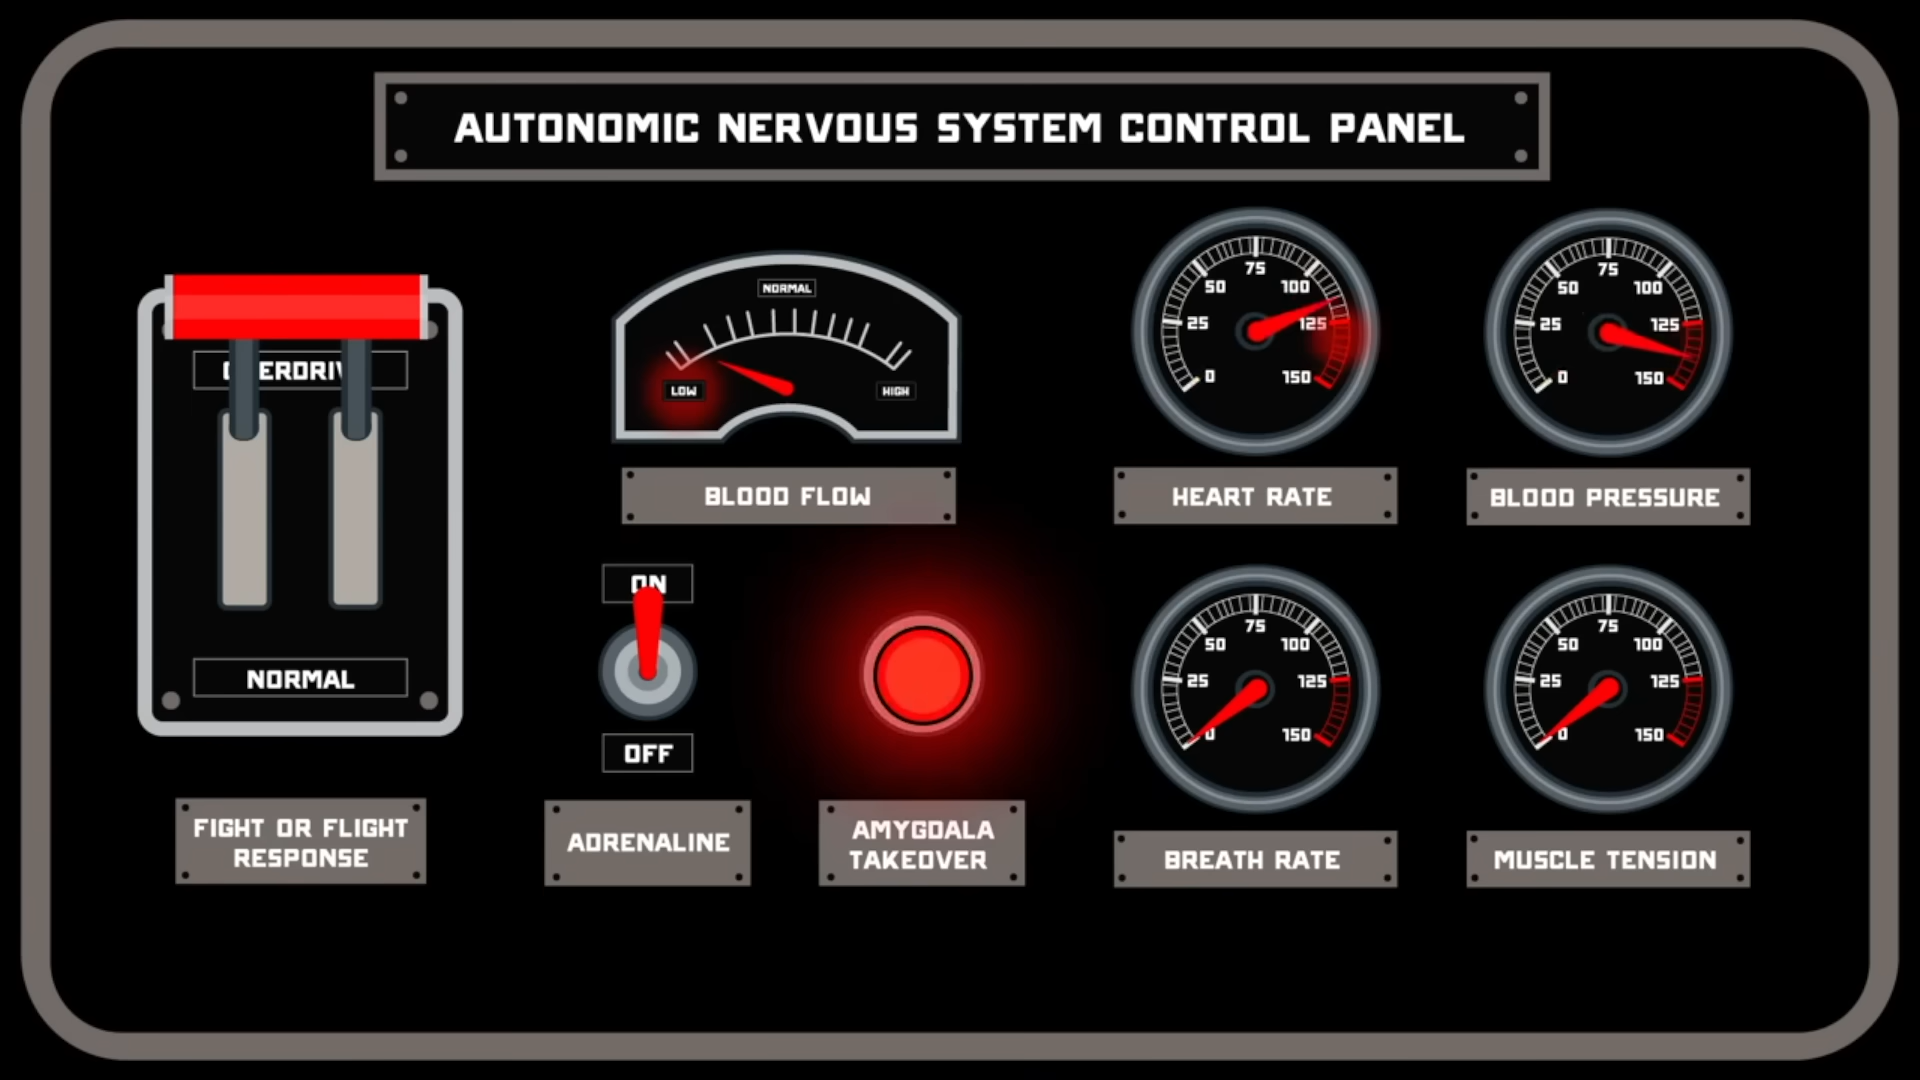 AUTONOMIC NERVOUS SYSTEM CONTROL PANEL
OVERDRIVE
NORMAL
FIGHT OR FLIGHT
RESPONSE
NORMAL
LOW
HIGH
BLOOD FLOW
ON
OFF
ADRENALINE
AMYGDALA
TAKEOVER
0
25
50
75
100
125
150
HEART RATE
0
25
50
75
100
125
150
BLOOD PRESSURE
0
25
50
75
100
125
150
BREATH RATE
0
25
50
75
100
125
150
MUSCLE TENSION